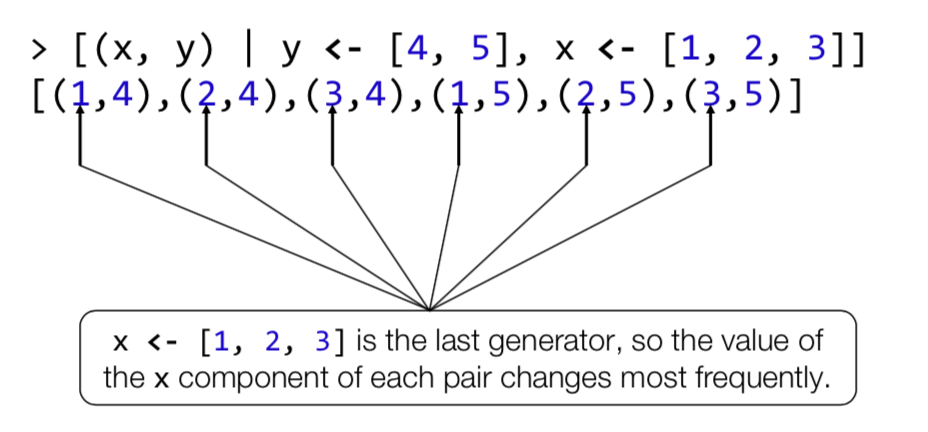 > [(x, y) | y <- [4, 5], x <- [1, 2, 3]]
[(1,4),(2,4),(3,4),(1,5),(2,5),(3,5)]
x <- [1, 2, 3] is the last generator, so the value of
the x component of each pair changes most frequently.